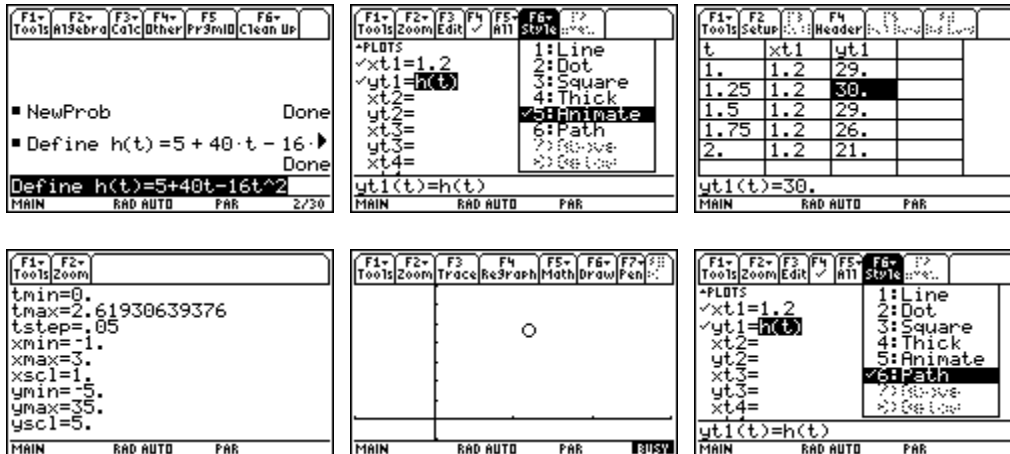 F1▾ F2▾ F3▾ F4▾ F5 F6▾
Tools Algebra Calc Other PrgmIO Clean Up
■ NewProb Done
■ Define h(t) = 5 + 40·t - 16·▶
Done
Define h(t)=5+40t-16t^2
MAIN RAD AUTO PAR 2/30
F1▾ F2▾ F3 F4 F5▾ F6▾
Tools Zoom Edit ✓ All Style
▴PLOTS
✓xt1=1.2
✓yt1=h(t)
xt2=
yt2=
xt3=
yt3=
xt4=
1:Line
2:Dot
3:Square
4:Thick
✓5:Animate
6:Path
7:Above
8:Below
yt1(t)=h(t)
MAIN RAD AUTO PAR
F1▾ F2 F4
Tools Setup Header
t xt1 yt1
1. 1.2 29.
1.25 1.2 30.
1.5 1.2 29.
1.75 1.2 26.
2. 1.2 21.
yt1(t)=30.
MAIN RAD AUTO PAR
F1▾ F2▾
Tools Zoom
tmin=0.
tmax=2.61930639376
tstep=.05
xmin=-1.
xmax=3.
xscl=1.
ymin=-5.
ymax=35.
yscl=5.
MAIN RAD AUTO PAR
F1▾ F2▾ F3 F4 F5▾ F6▾ F7▾
Tools Zoom Trace Regraph Math Draw Pen
MAIN RAD AUTO PAR BUSY
F1▾ F2▾ F3 F4 F5▾ F6▾
Tools Zoom Edit ✓ All Style
▴PLOTS
✓xt1=1.2
✓yt1=h(t)
xt2=
yt2=
xt3=
yt3=
xt4=
1:Line
2:Dot
3:Square
4:Thick
5:Animate
✓6:Path
7:Above
8:Below
yt1(t)=h(t)
MAIN RAD AUTO PAR